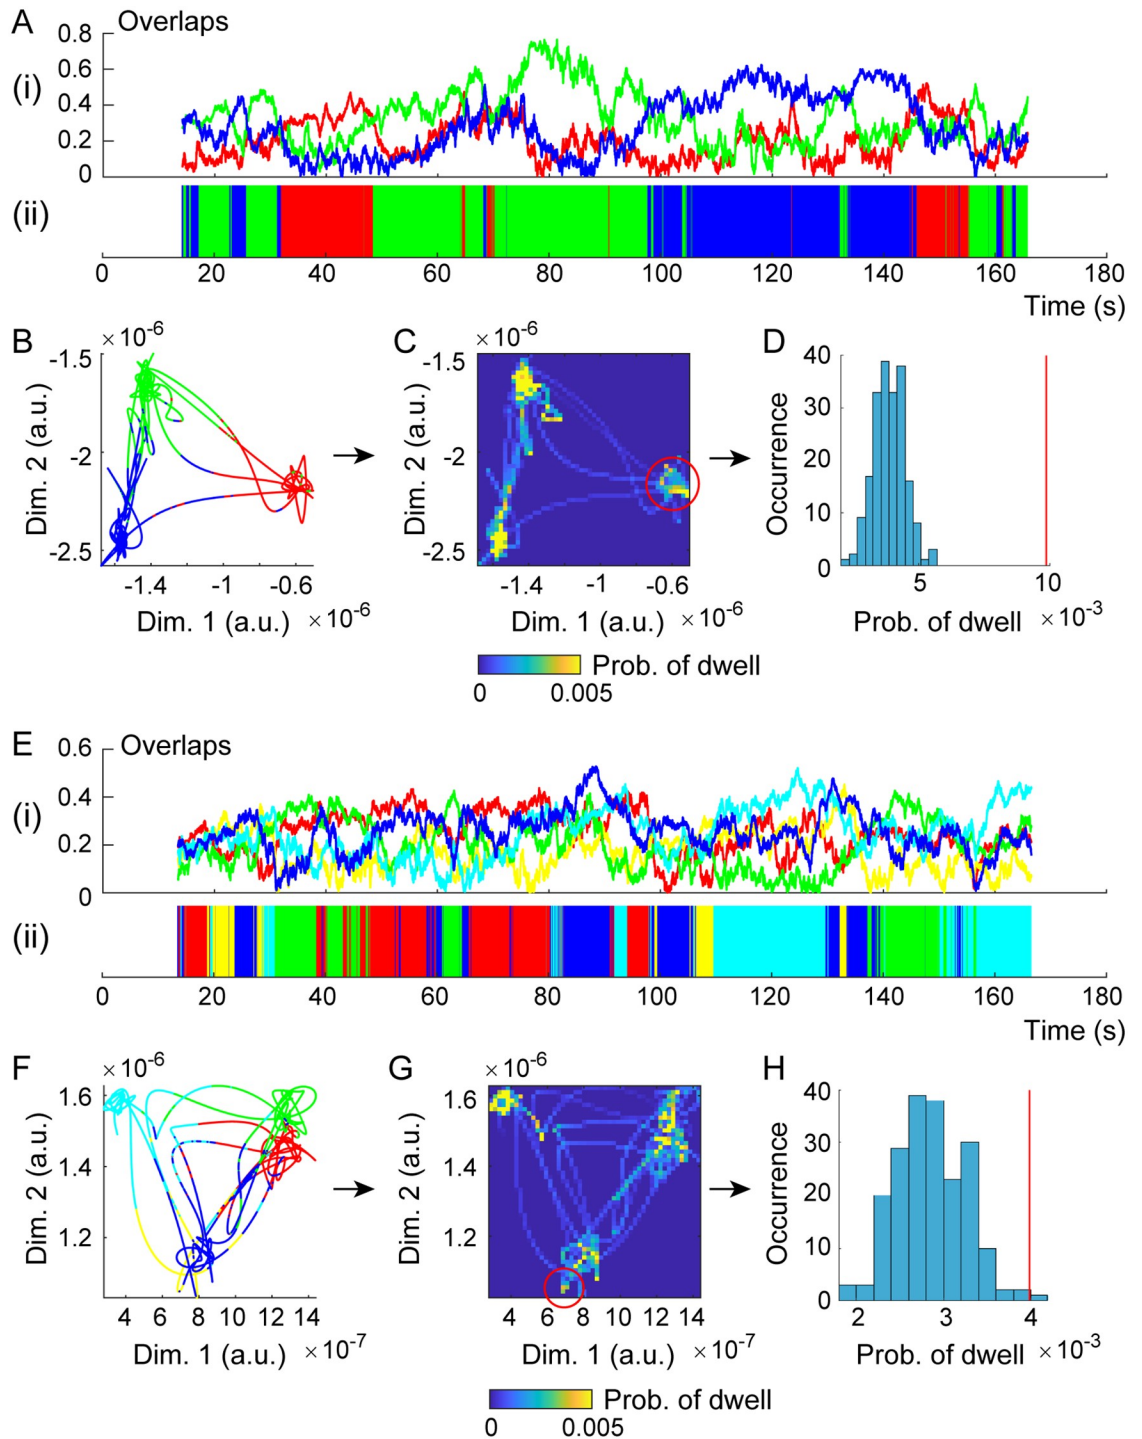 A Overlaps
(i)
0.8
0.6
0.4
0.2
0
(ii)
0 20 40 60 80 100 120 140 160 180
Time (s)
B ×10-6
-1.5
-2
-2.5
Dim. 2 (a.u.)
-1.4 -1 -0.6
Dim. 1 (a.u.) ×10-6
C ×10-6
-1.5
-2
-2.5
Dim. 2 (a.u.)
-1.4 -1 -0.6
Dim. 1 (a.u.) ×10-6
Prob. of dwell
0 0.005
D
40
30
20
10
0
Occurrence
5 10
Prob. of dwell ×10-3
E Overlaps
(i)
0.6
0.4
0.2
0
(ii)
0 20 40 60 80 100 120 140 160 180
Time (s)
F ×10-6
1.6
1.4
1.2
Dim. 2 (a.u.)
4 6 8 10 12 14
Dim. 1 (a.u.) ×10-7
G ×10-6
1.6
1.4
1.2
Dim. 2 (a.u.)
4 6 8 10 12 14
Dim. 1 (a.u.) ×10-7
Prob. of dwell
0 0.005
H
40
30
20
10
0
Occurrence
2 3 4
Prob. of dwell ×10-3